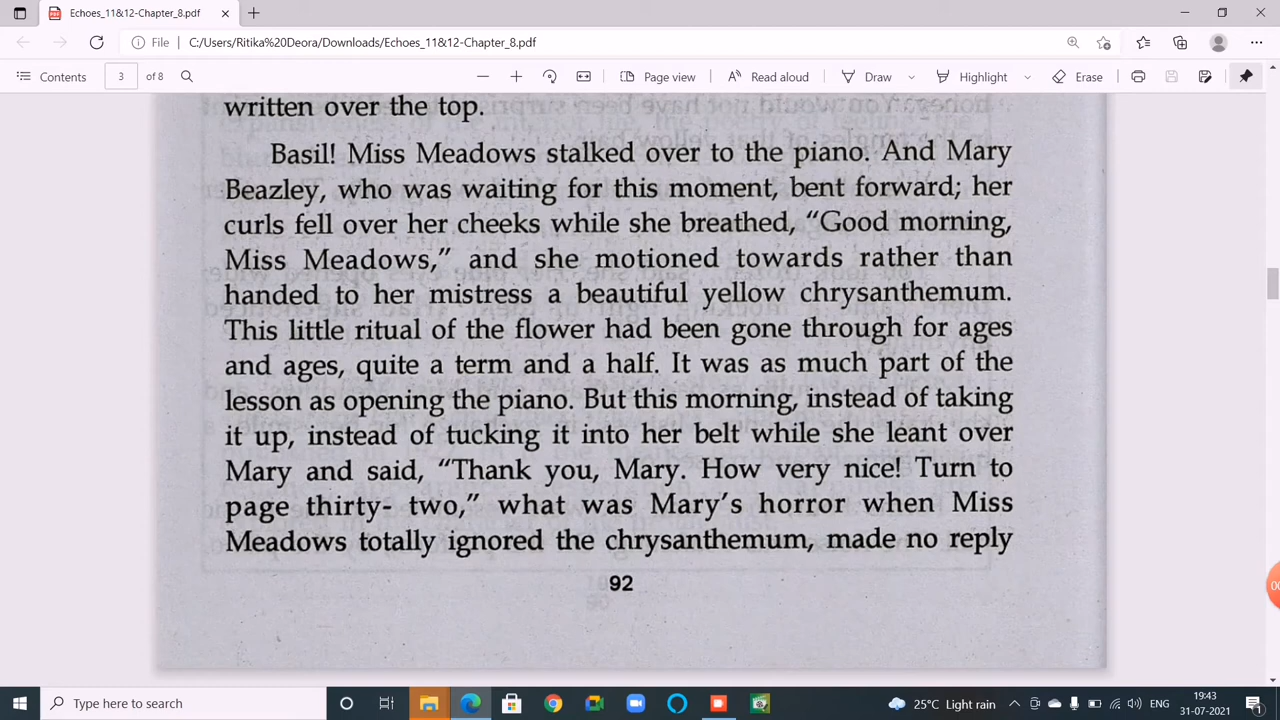 Echoes_11&12-Chapter_8.pdf
File
C:/Users/Ritika%20Deora/Downloads/Echoes_11&12-Chapter_8.pdf
Contents
3
of 8
Page view
Read aloud
Draw
Highlight
Erase
written over the top.
Basil! Miss Meadows stalked over to the piano. And Mary
Beazley, who was waiting for this moment, bent forward; her
curls fell over her cheeks while she breathed, “Good morning,
Miss Meadows,” and she motioned towards rather than
handed to her mistress a beautiful yellow chrysanthemum.
This little ritual of the flower had been gone through for ages
and ages, quite a term and a half. It was as much part of the
lesson as opening the piano. But this morning, instead of taking
it up, instead of tucking it into her belt while she leant over
Mary and said, “Thank you, Mary. How very nice! Turn to
page thirty- two,” what was Mary’s horror when Miss
Meadows totally ignored the chrysanthemum, made no reply
92
00
Type here to search
25°C Light rain
ENG
19:43
31-07-2021
1